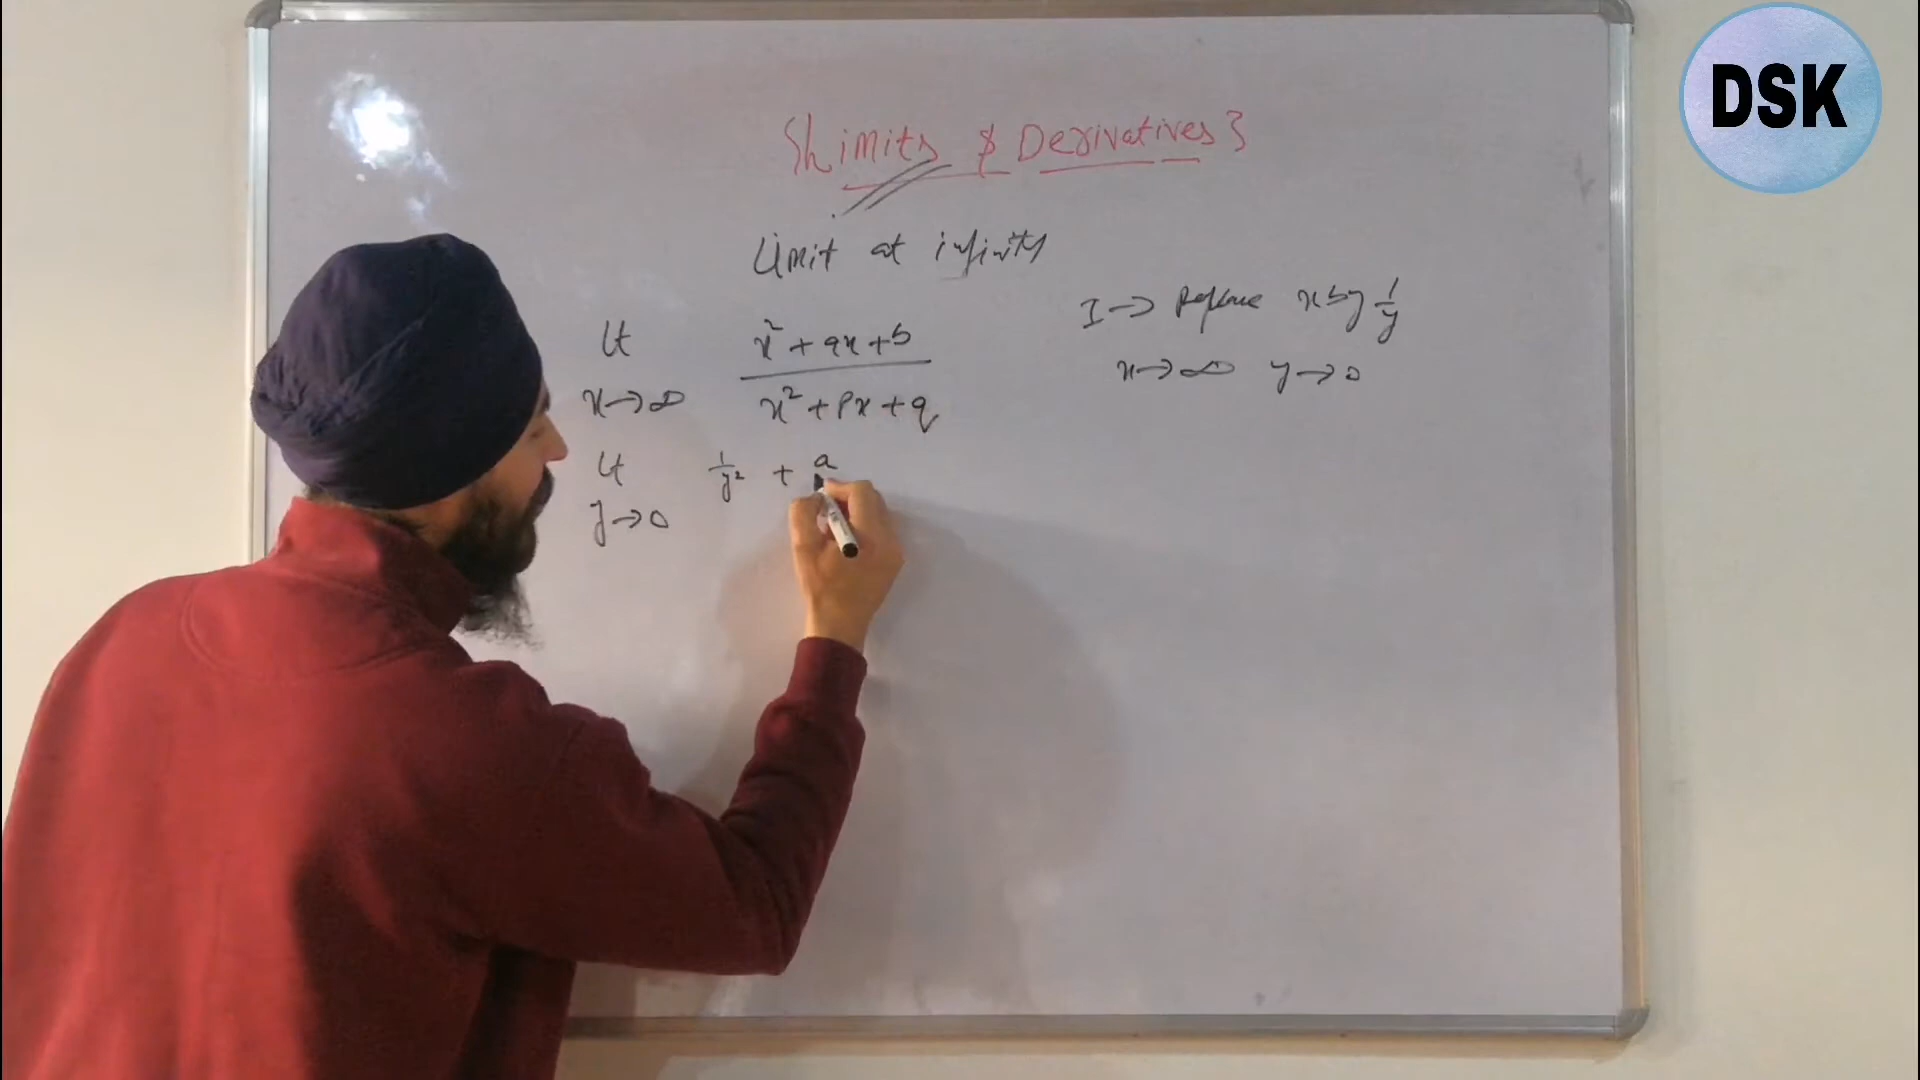 {Limits & Derivatives}
DSK
Limit at infinity
Lt x→∞ (x²+ax+b)/(x²+px+q)
I → Replace x by 1/y
x→∞ y→0
Lt y→0 1/y² + a